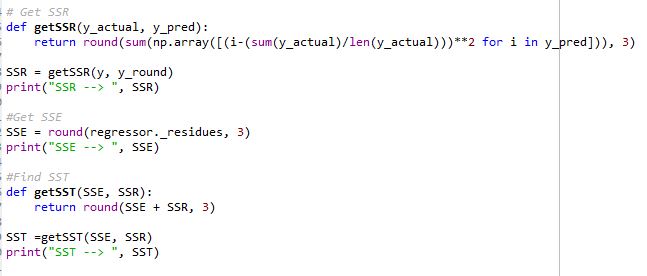 # Get SSR
def getSSR(y_actual, y_pred):
    return round(sum(np.array([(i-(sum(y_actual)/len(y_actual)))**2 for i in y_pred])), 3)
SSR = getSSR(y, y_round)
print("SSR --> ", SSR)
#Get SSE
SSE = round(regressor._residues, 3)
print("SSE --> ", SSE)
#Find SST
def getSST(SSE, SSR):
    return round(SSE + SSR, 3)
SST =getSST(SSE, SSR)
print("SST --> ", SST)